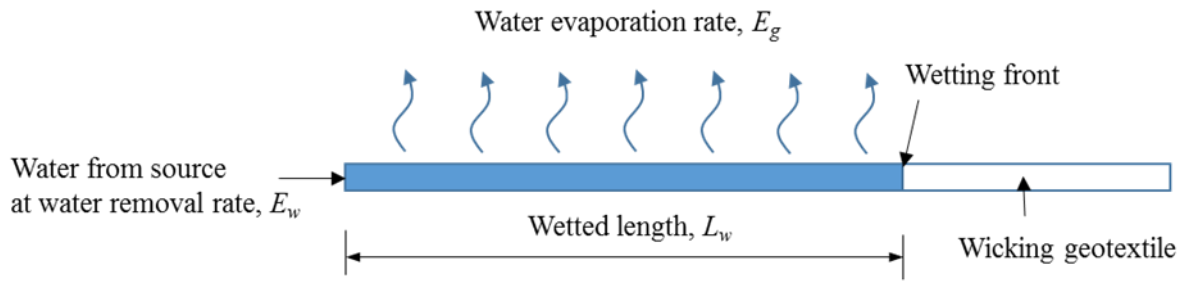 Water evaporation rate, E_g
Wetting front
Water from source
at water removal rate, E_w
Wetted length, L_w
Wicking geotextile